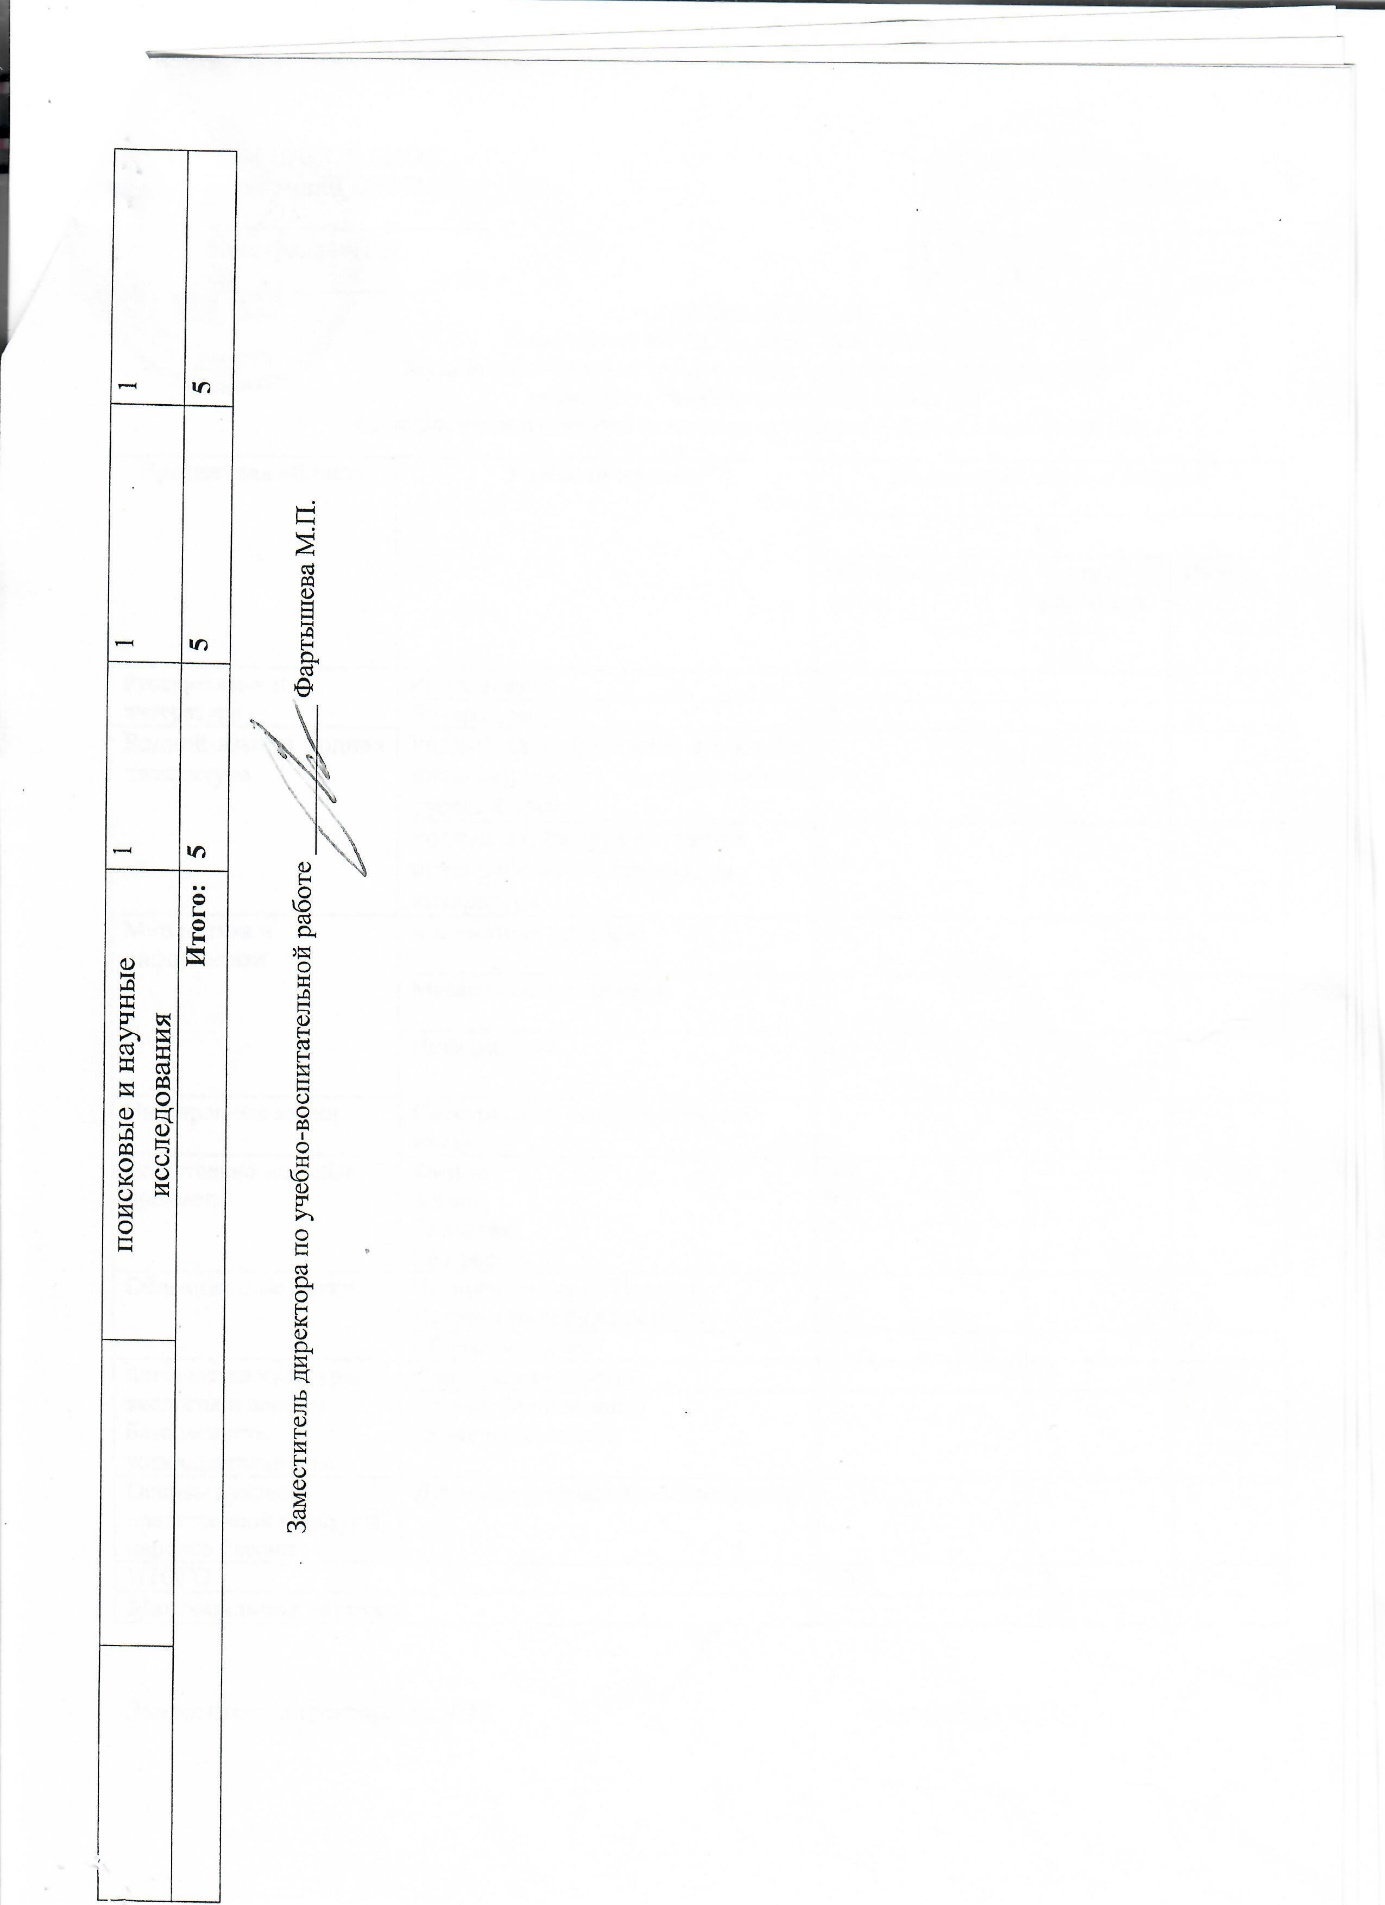 поисковые и научные 1 1 1
исследования
Итого: 5 5 5
Заместитель директора по учебно-воспитательной работе Фартышева М.П.